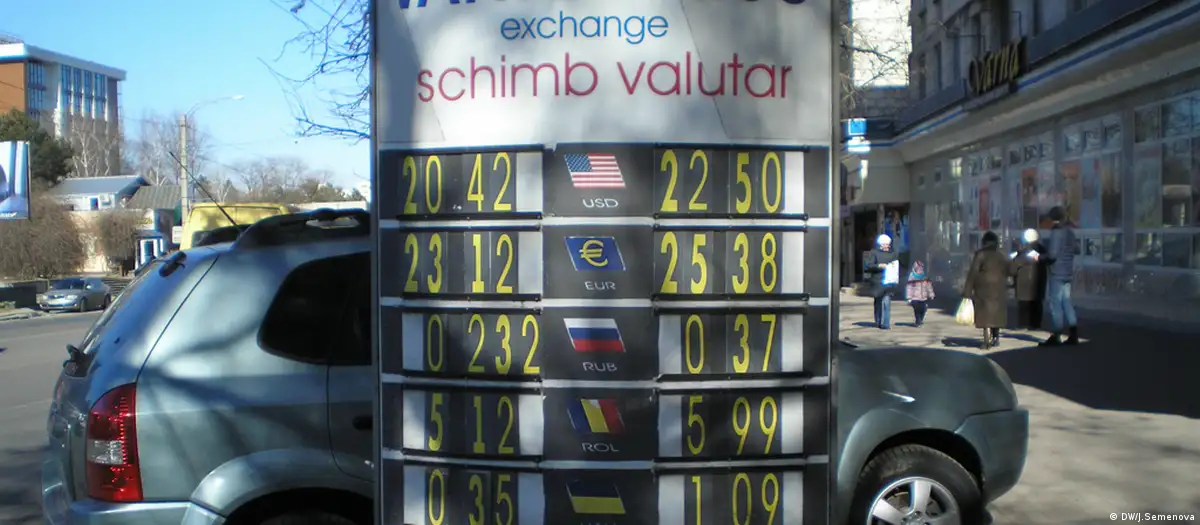 exchange
schimb valutar
20 42 USD 22 50
23 12 EUR 25 38
0 232 RUB 0 37
5 12 ROL 5 99
0 35 1 09
Varna
© DW/J.Semenova